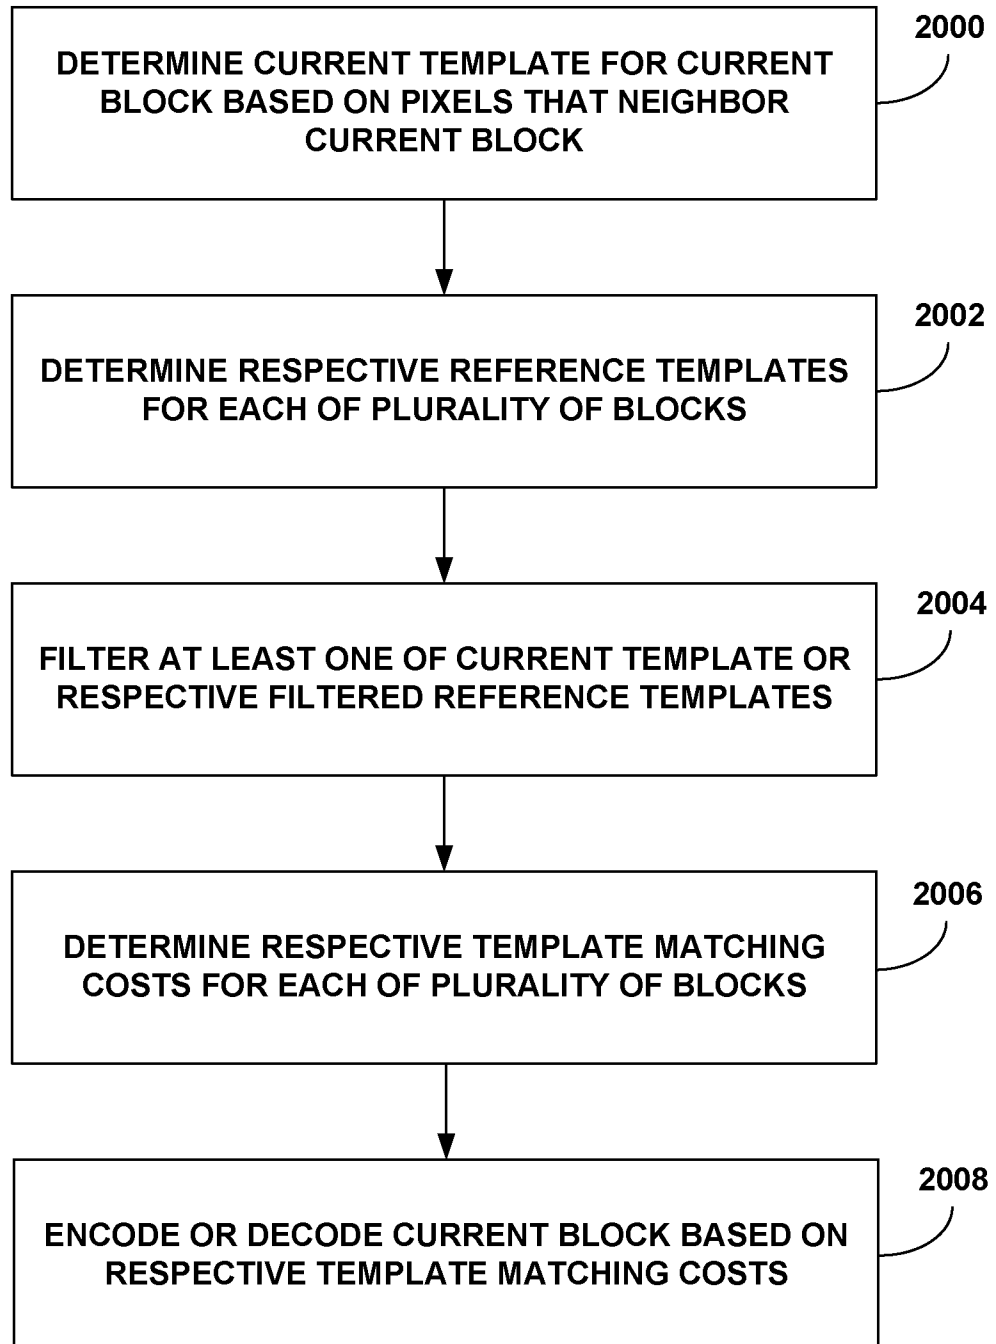 2000
DETERMINE CURRENT TEMPLATE FOR CURRENT
BLOCK BASED ON PIXELS THAT NEIGHBOR
CURRENT BLOCK
2002
DETERMINE RESPECTIVE REFERENCE TEMPLATES
FOR EACH OF PLURALITY OF BLOCKS
2004
FILTER AT LEAST ONE OF CURRENT TEMPLATE OR
RESPECTIVE FILTERED REFERENCE TEMPLATES
2006
DETERMINE RESPECTIVE TEMPLATE MATCHING
COSTS FOR EACH OF PLURALITY OF BLOCKS
2008
ENCODE OR DECODE CURRENT BLOCK BASED ON
RESPECTIVE TEMPLATE MATCHING COSTS